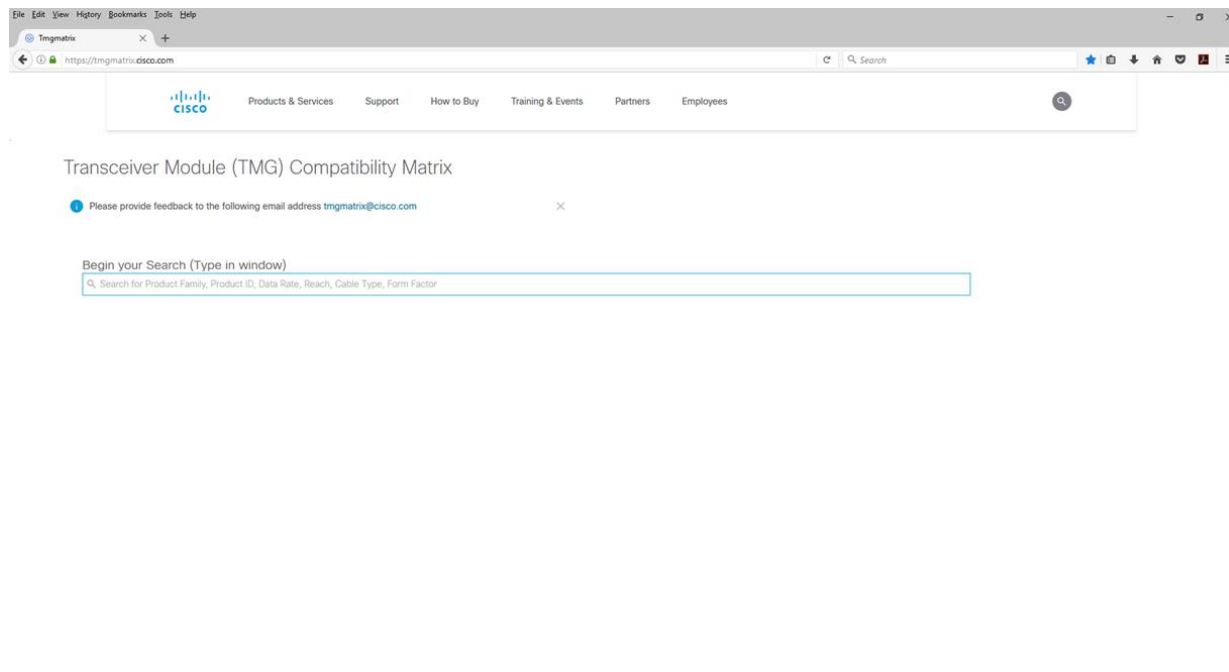 File Edit View History Bookmarks Tools Help
Tmgmatrix
https://tmgmatrix.cisco.com
Search
CISCO
Products & Services Support How to Buy Training & Events Partners Employees
Transceiver Module (TMG) Compatibility Matrix
Please provide feedback to the following email address tmgmatrix@cisco.com
Begin your Search (Type in window)
Search for Product Family, Product ID, Data Rate, Reach, Cable Type, Form Factor